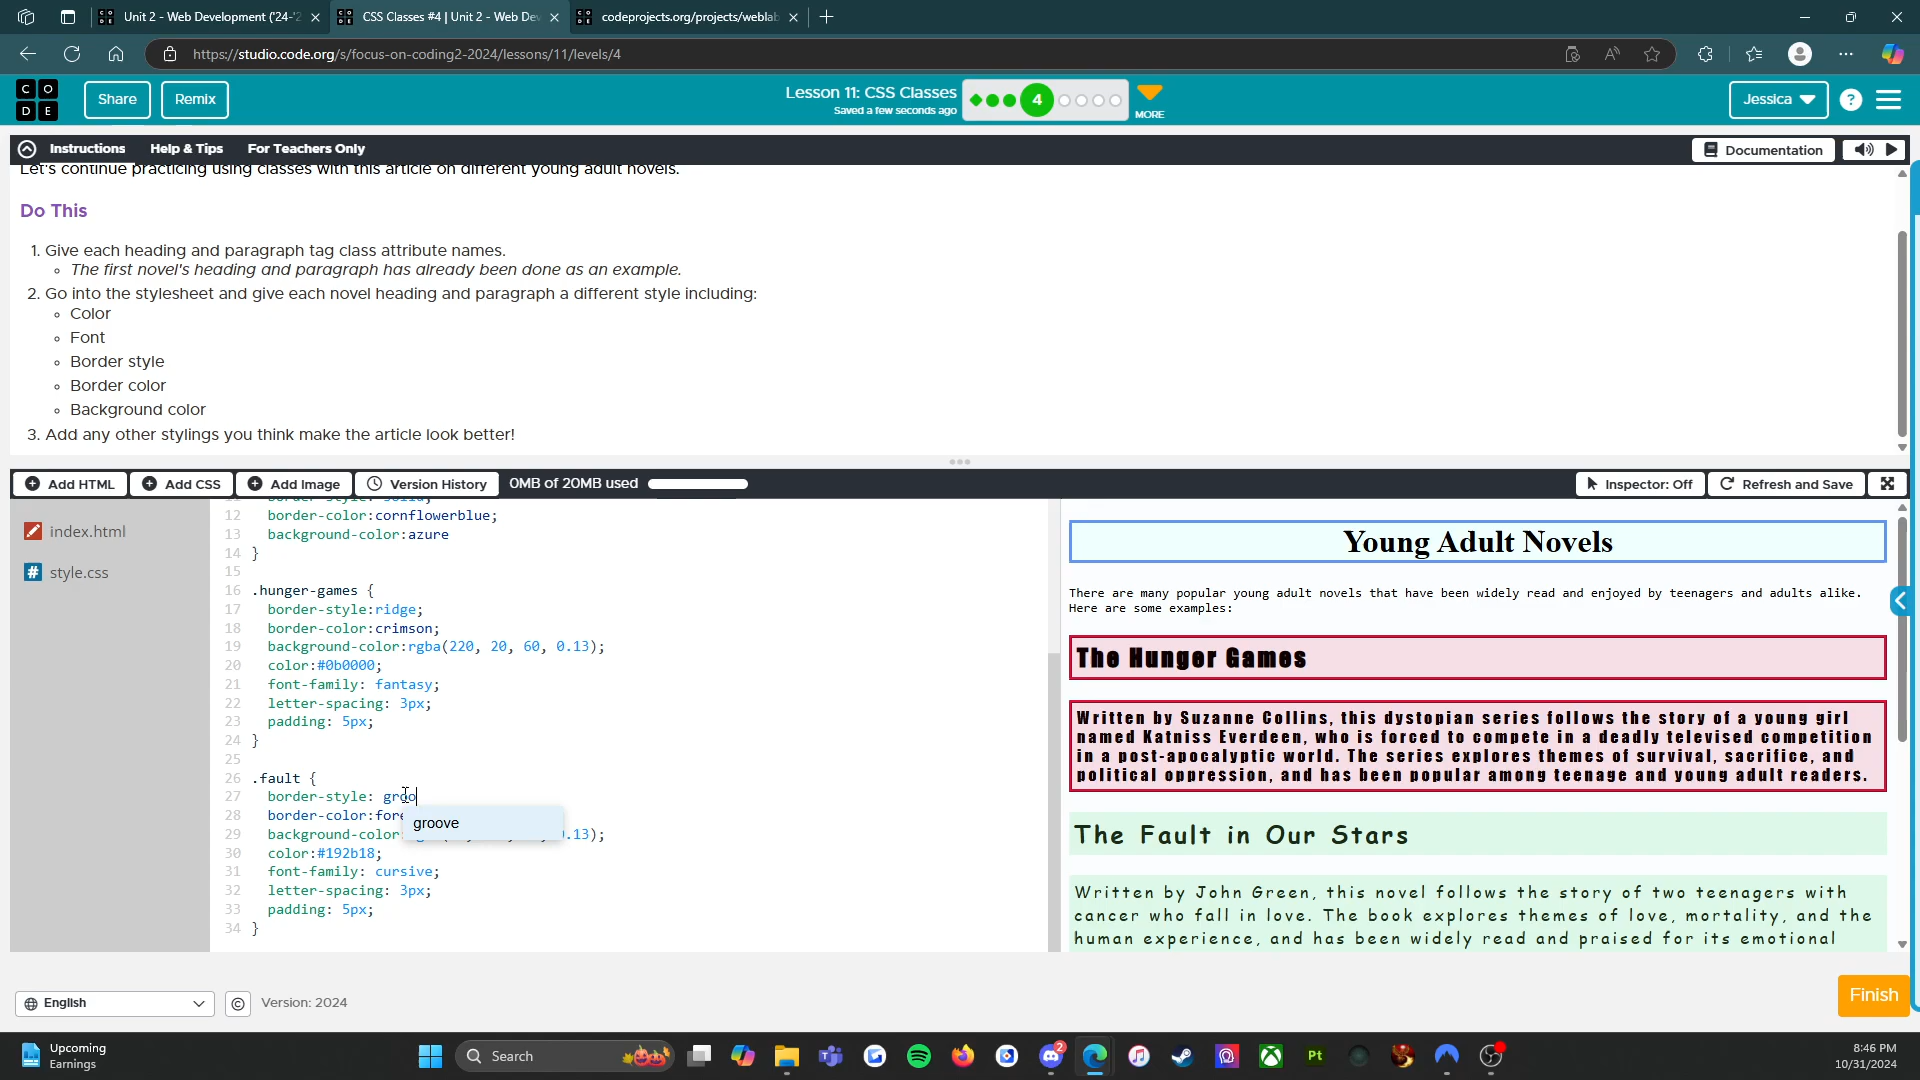 Unit 2 - Web Development ('24-'2
CSS Classes #4 | Unit 2 - Web Dev
codeprojects.org/projects/weblab
https://studio.code.org/s/focus-on-coding2-2024/lessons/11/levels/4
C O D E
Share
Remix
Lesson 11: CSS Classes
Saved a few seconds ago
4
MORE
Jessica
?
Instructions
Help & Tips
For Teachers Only
Documentation
Let's continue practicing using classes with this article on different young adult novels.
Do This
1. Give each heading and paragraph tag class attribute names.
The first novel's heading and paragraph has already been done as an example.
2. Go into the stylesheet and give each novel heading and paragraph a different style including:
Color
Font
Border style
Border color
Background color
3. Add any other stylings you think make the article look better!
Add HTML
Add CSS
Add Image
Version History
0MB of 20MB used
Inspector: Off
Refresh and Save
index.html
# style.css
12 border-color:cornflowerblue;
13 background-color:azure
14 }
15
16 .hunger-games {
17 border-style:ridge;
18 border-color:crimson;
19 background-color:rgba(220, 20, 60, 0.13);
20 color:#0b0000;
21 font-family: fantasy;
22 letter-spacing: 3px;
23 padding: 5px;
24 }
25
26 .fault {
27 border-style: groo
28 border-color:fore
groove
29 background-color: 0.13);
30 color:#192b18;
31 font-family: cursive;
32 letter-spacing: 3px;
33 padding: 5px;
34 }
Young Adult Novels
There are many popular young adult novels that have been widely read and enjoyed by teenagers and adults alike.
Here are some examples:
The Hunger Games
Written by Suzanne Collins, this dystopian series follows the story of a young girl
named Katniss Everdeen, who is forced to compete in a deadly televised competition
in a post-apocalyptic world. The series explores themes of survival, sacrifice, and
political oppression, and has been popular among teenage and young adult readers.
The Fault in Our Stars
Written by John Green, this novel follows the story of two teenagers with
cancer who fall in love. The book explores themes of love, mortality, and the
human experience, and has been widely read and praised for its emotional
English
©
Version: 2024
Finish
Upcoming
Earnings
Search
2
Pt
8:46 PM
10/31/2024